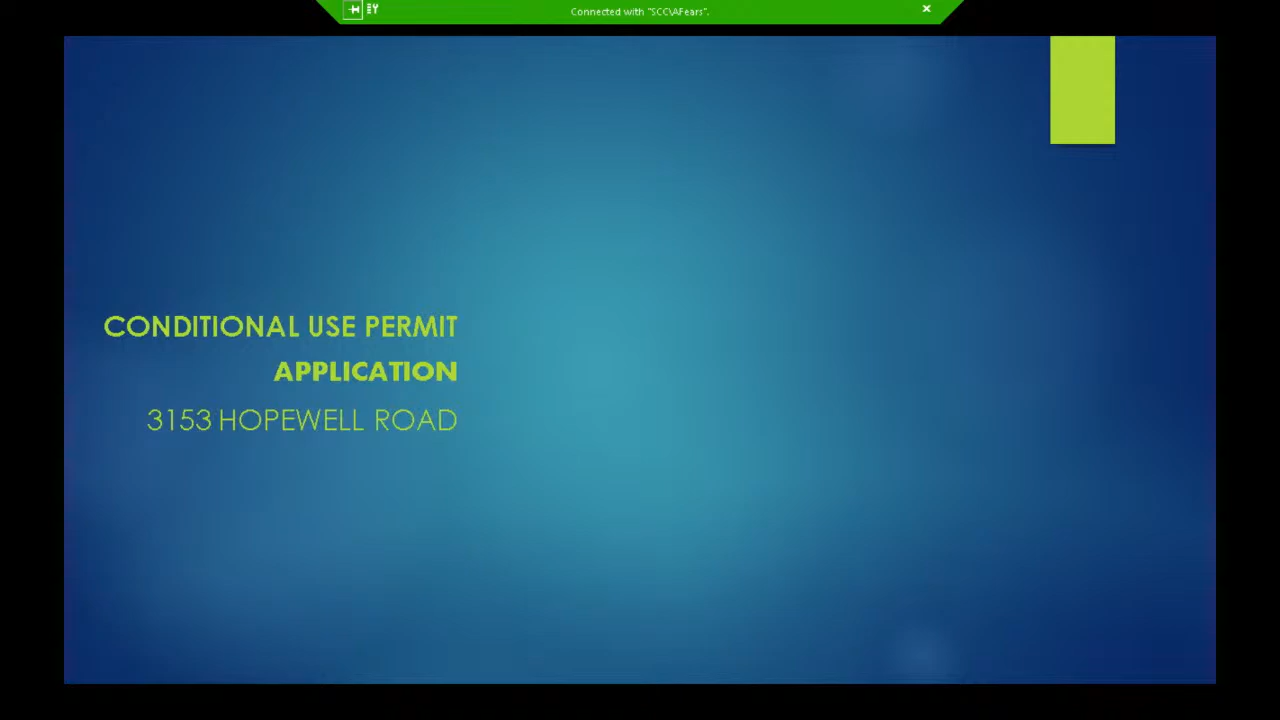 Connected with "SCC\AFears".
CONDITIONAL USE PERMIT
APPLICATION
3153 HOPEWELL ROAD